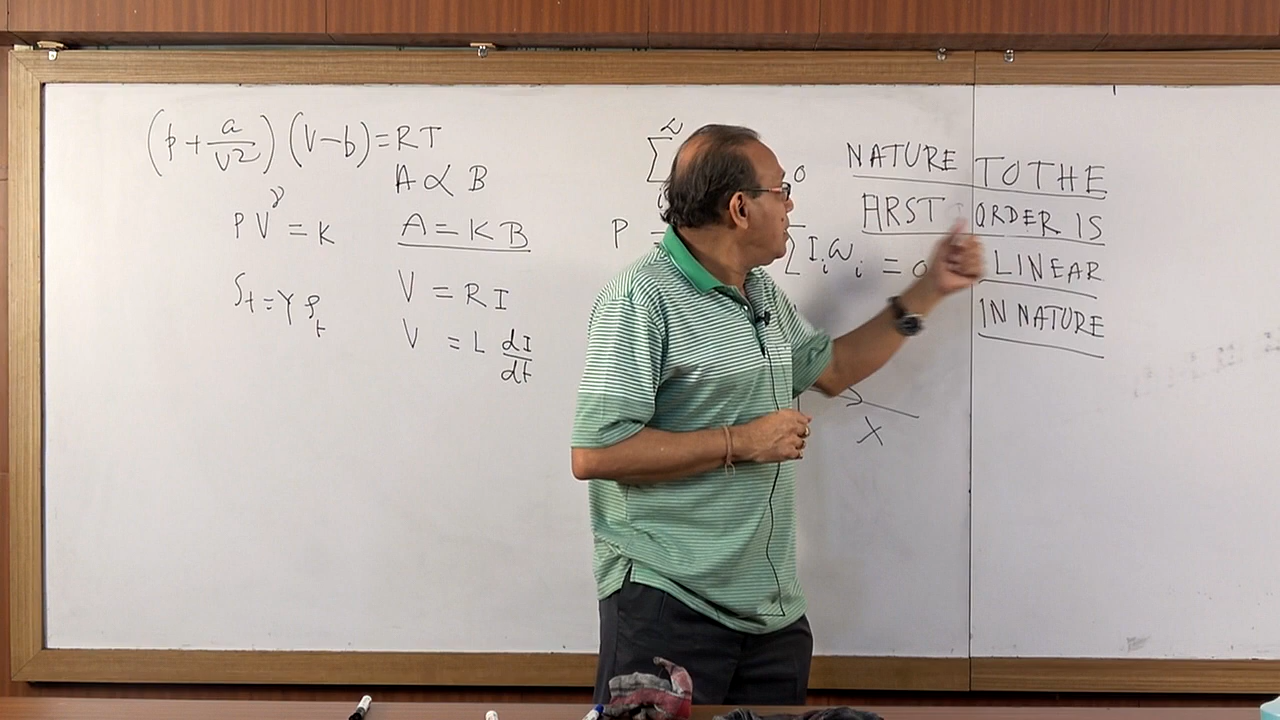 (p + a/v2) (V-b) = RT
A ∝ B
PV^γ = K
A = KB
S_t = γ ρ_t
V = RI
V = L dI/dt
Σ 0
P Σ I_i ω_i = 0
X
NATURE TO THE
FIRST ORDER IS
LINEAR
IN NATURE